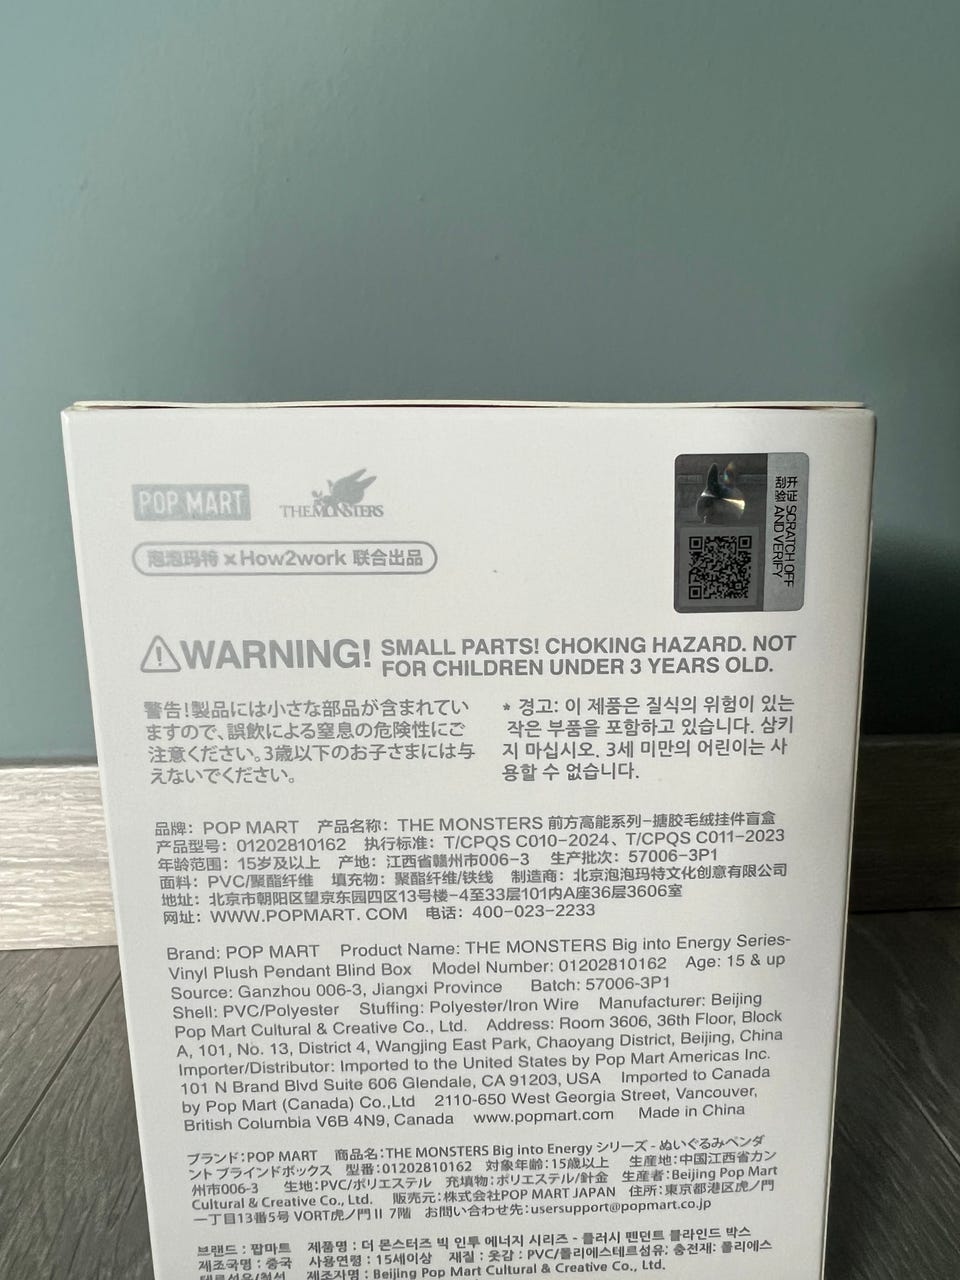 POP MART
THE MONSTERS
泡泡玛特 × How2work 联合出品
开启 SCRATCH OFF
刮验 AND VERIFY
WARNING! SMALL PARTS! CHOKING HAZARD. NOT
FOR CHILDREN UNDER 3 YEARS OLD.
警告!製品には小さな部品が含まれてい
ますので、誤飲による窒息の危険性にご
注意ください。3歳以下のお子さまには与
えないでください。
* 경고: 이 제품은 질식의 위험이 있는
작은 부품을 포함하고 있습니다. 삼키
지 마십시오. 3세 미만의 어린이는 사
용할 수 없습니다.
品牌: POP MART 产品名称: THE MONSTERS 前方高能系列-搪胶毛绒挂件盲盒
产品型号: 01202810162 执行标准: T/CPQS C010-2024、T/CPQS C011-2023
年龄范围: 15岁及以上 产地: 江西省赣州市006-3 生产批次: 57006-3P1
面料: PVC/聚酯纤维 填充物: 聚酯纤维/铁线 制造商: 北京泡泡玛特文化创意有限公司
地址: 北京市朝阳区望京东园四区13号楼-4至33层101内A座36层3606室
网址: WWW.POPMART.COM 电话: 400-023-2233
Brand: POP MART Product Name: THE MONSTERS Big into Energy Series-
Vinyl Plush Pendant Blind Box Model Number: 01202810162 Age: 15 & up
Source: Ganzhou 006-3, Jiangxi Province Batch: 57006-3P1
Shell: PVC/Polyester Stuffing: Polyester/Iron Wire Manufacturer: Beijing
Pop Mart Cultural & Creative Co., Ltd. Address: Room 3606, 36th Floor, Block
A, 101, No. 13, District 4, Wangjing East Park, Chaoyang District, Beijing, China
Importer/Distributor: Imported to the United States by Pop Mart Americas Inc.
101 N Brand Blvd Suite 606 Glendale, CA 91203, USA Imported to Canada
by Pop Mart (Canada) Co.,Ltd 2110-650 West Georgia Street, Vancouver,
British Columbia V6B 4N9, Canada www.popmart.com Made in China
ブランド:POP MART 商品名:THE MONSTERS Big into Energy シリーズ - ぬいぐるみペンダ
ント ブラインドボックス 型番:01202810162 対象年齢:15歳以上 生産地:中国江西省カン
州市006-3 生地:PVC/ポリエステル 充填物:ポリエステル/針金 生産者:Beijing Pop Mart
Cultural & Creative Co., Ltd. 販売元:株式会社POP MART JAPAN 住所:東京都港区虎ノ門
一丁目13番5号 VORT虎ノ門II 7階 お問い合わせ先:usersupport@popmart.co.jp
브랜드 : 팝마트 제품명 : 더 몬스터즈 빅 인투 에너지 시리즈 - 플러시 펜던트 블라인드 박스
제조국명 : 중국 사용연령 : 15세이상 재질 : 옷감 : PVC/폴리에스테르섬유; 충전재: 폴리에스
테르섬유/철선 제조자명 : Beijing Pop Mart Cultural & Creative Co., Ltd.